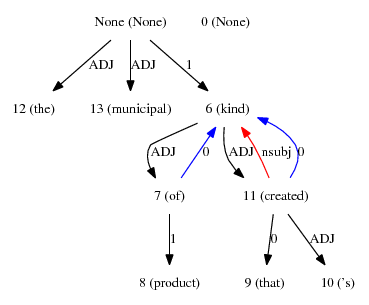 None (None) 0 (None)
ADJ ADJ 1
12 (the) 13 (municipal) 6 (kind)
ADJ 0 ADJ nsubj 0
7 (of) 11 (created)
1 0 ADJ
8 (product) 9 (that) 10 ('s)